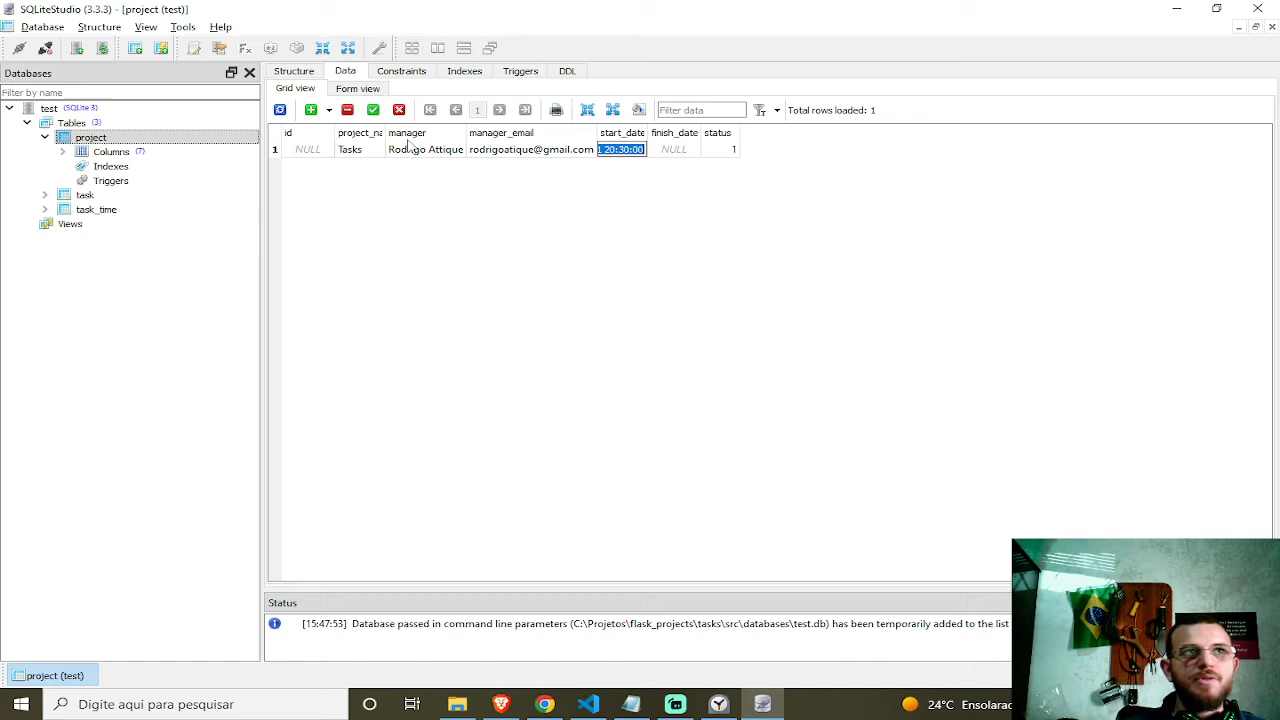 SQLiteStudio (3.3.3) - [project (test)]
Database Structure View Tools Help
Databases
Filter by name
test (SQLite 3)
Tables (3)
project
Columns (7)
Indexes
Triggers
task
task_time
Views
Structure Data Constraints Indexes Triggers DDL
Grid view Form view
1 Filter data Total rows loaded: 1
id project_na manager manager_email start_date finish_date status
1 NULL Tasks Rodrigo Attique rodrigoatique@gmail.com 20:30:00 NULL 1
Status
[15:47:53] Database passed in command line parameters (C:\Projetos\flask_projects\tasks\src\databases\test.db) has been temporarily added to the list
project (test)
Digite aqui para pesquisar
24°C Ensolarado